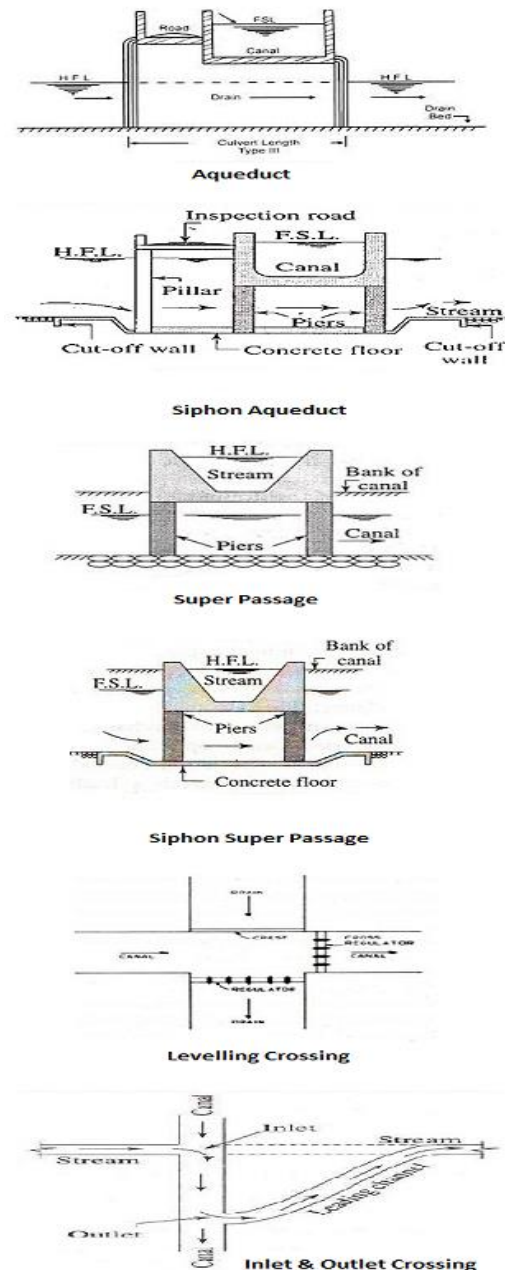 FSL
Road
Canal
H.F.L
H.F.L
Drain
Drain
Bed
Culvert Length
Type III
Aqueduct
Inspection road
H.F.L.
F.S.L.
Canal
Pillar
Piers
Stream
Cut-off wall
Concrete floor
Cut-off
wall
Siphon Aqueduct
H.F.L.
Stream
Bank of
canal
F.S.L.
Piers
Canal
Super Passage
Bank of
canal
H.F.L.
F.S.L.
Stream
Piers
Canal
Concrete floor
Siphon Super Passage
DRAIN
CREST
CROSS
REGULATOR
CANAL
CANAL
REGULATOR
DRAIN
Levelling Crossing
Canal
Inlet
Stream
Stream
Leading channel
Outlet
Canal
Inlet & Outlet Crossing